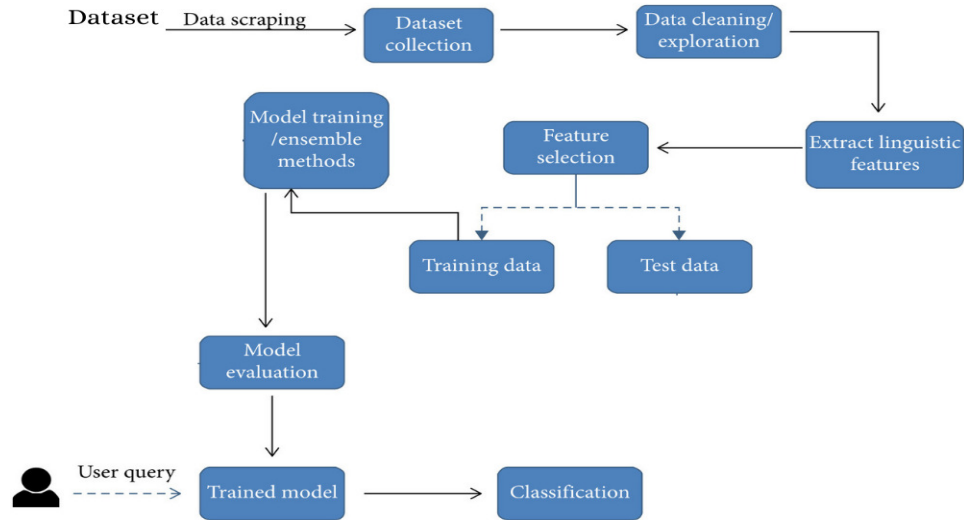 Dataset
Data scraping
Dataset
collection
Data cleaning/
exploration
Model training
/ensemble
methods
Feature
selection
Extract linguistic
features
Training data
Test data
Model
evaluation
User query
Trained model
Classification